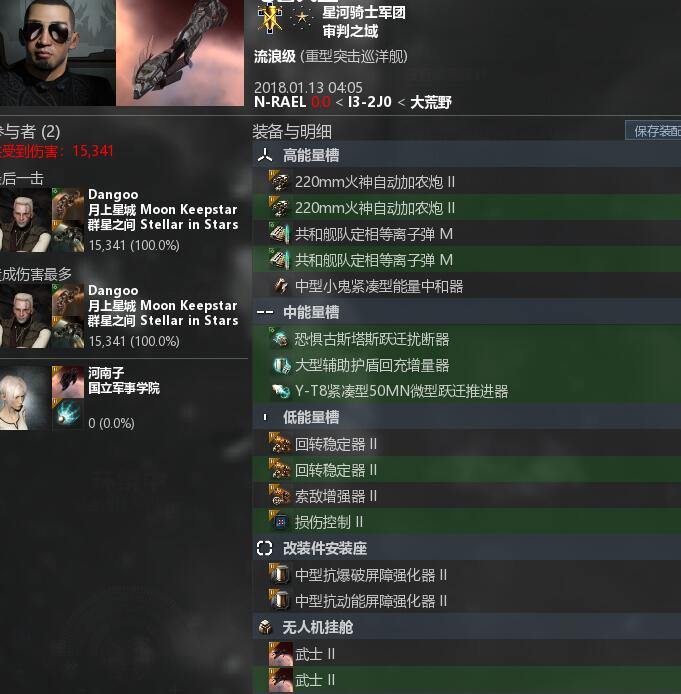 星河骑士军团
审判之域
流浪级 (重型突击巡洋舰)
2018.01.13 04:05
N-RAEL 0.0 < I3-2J0 < 大荒野
参与者 (2)
受到伤害：15,341
后一击
Dangoo
月上星城 Moon Keepstar
群星之间 Stellar in Stars
15,341 (100.0%)
成伤害最多
Dangoo
月上星城 Moon Keepstar
群星之间 Stellar in Stars
15,341 (100.0%)
河南子
国立军事学院
0 (0.0%)
装备与明细
保存装配
高能量槽
220mm火神自动加农炮 II
220mm火神自动加农炮 II
共和舰队定相等离子弹 M
共和舰队定相等离子弹 M
中型小鬼紧凑型能量中和器
中能量槽
恐惧古斯塔斯跃迁扰断器
大型辅助护盾回充增量器
Y-T8紧凑型50MN微型跃迁推进器
低能量槽
回转稳定器 II
回转稳定器 II
索敌增强器 II
损伤控制 II
改装件安装座
中型抗爆破屏障强化器 II
中型抗动能屏障强化器 II
无人机挂舱
武士 II
武士 II